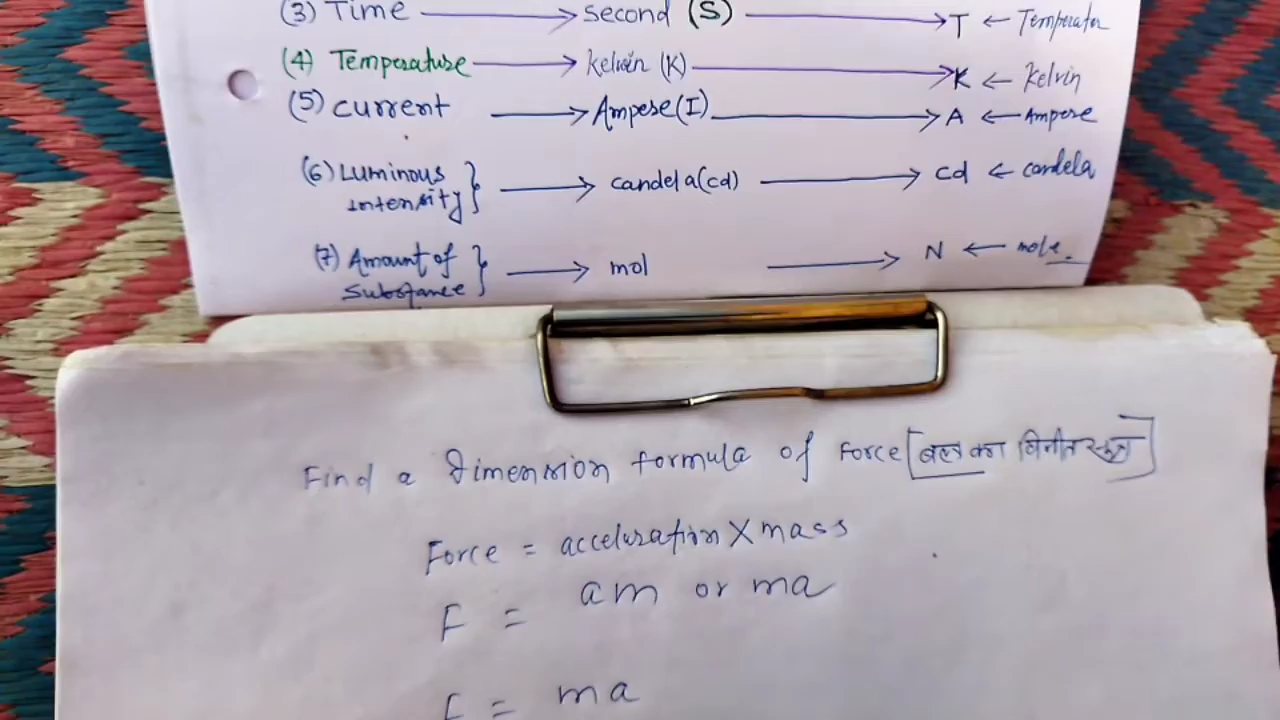 (3) Time → second (S) → T ← Temperatur
(4) Temperature → kelvin (K) → K ← kelvin
(5) current → Ampere (I) → A ← Ampere
(6) Luminous intensity } → candela(cd) → cd ← candela
(7) Amount of substance } → mol → N ← mole.
Find a dimension formula of Force [बल का विमीत सूत्र]
Force = acceleration X mass
F = am or ma
F = ma